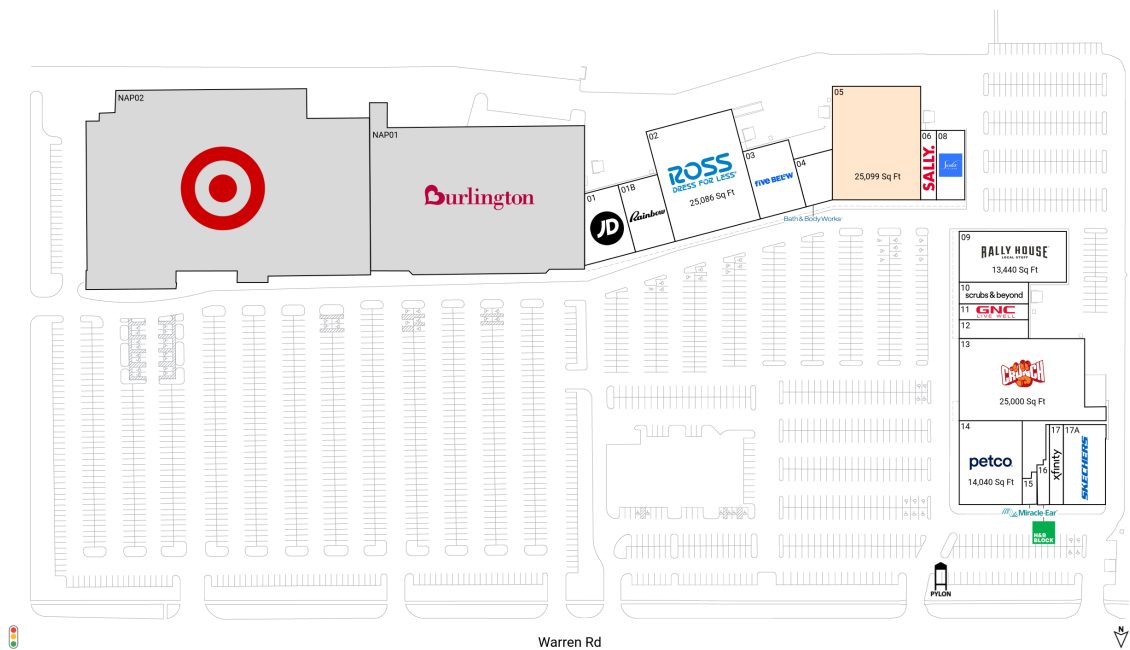 NAP02
NAP01
Burlington
01
JD
01B
Rainbow
02
ROSS
DRESS FOR LESS
25,086 Sq Ft
03
five BEL°W
04
Bath & Body Works
05
25,099 Sq Ft
06
SALLY.
08
09
RALLY HOUSE
LOCAL STUFF
13,440 Sq Ft
10
scrubs & beyond
11
GNC
LIVE WELL
12
13
CRUNCH
25,000 Sq Ft
14
petco
14,040 Sq Ft
15
16
17
xfinity
17A
SKECHERS
Miracle-Ear
H&R
BLOCK
PYLON
Warren Rd
N